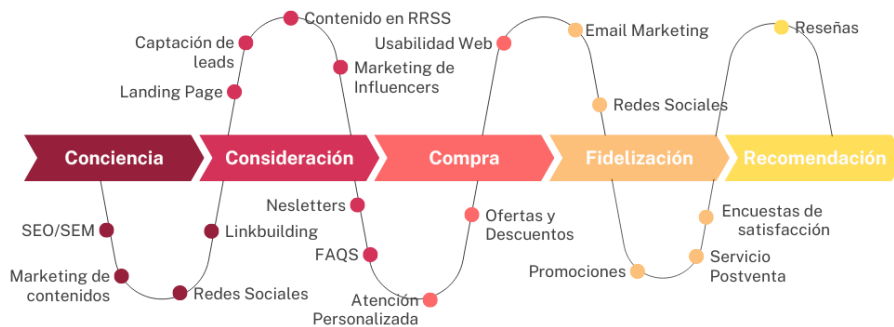 Contenido en RRSS
Captación de
leads
Marketing de
Influencers
Landing Page
Usabilidad Web
Email Marketing
Redes Sociales
Reseñas
Conciencia
Consideración
Compra
Fidelización
Recomendación
SEO/SEM
Marketing de
contenidos
Redes Sociales
Linkbuilding
Nesletters
FAQS
Atención
Personalizada
Ofertas y
Descuentos
Promociones
Servicio
Postventa
Encuestas de
satisfacción